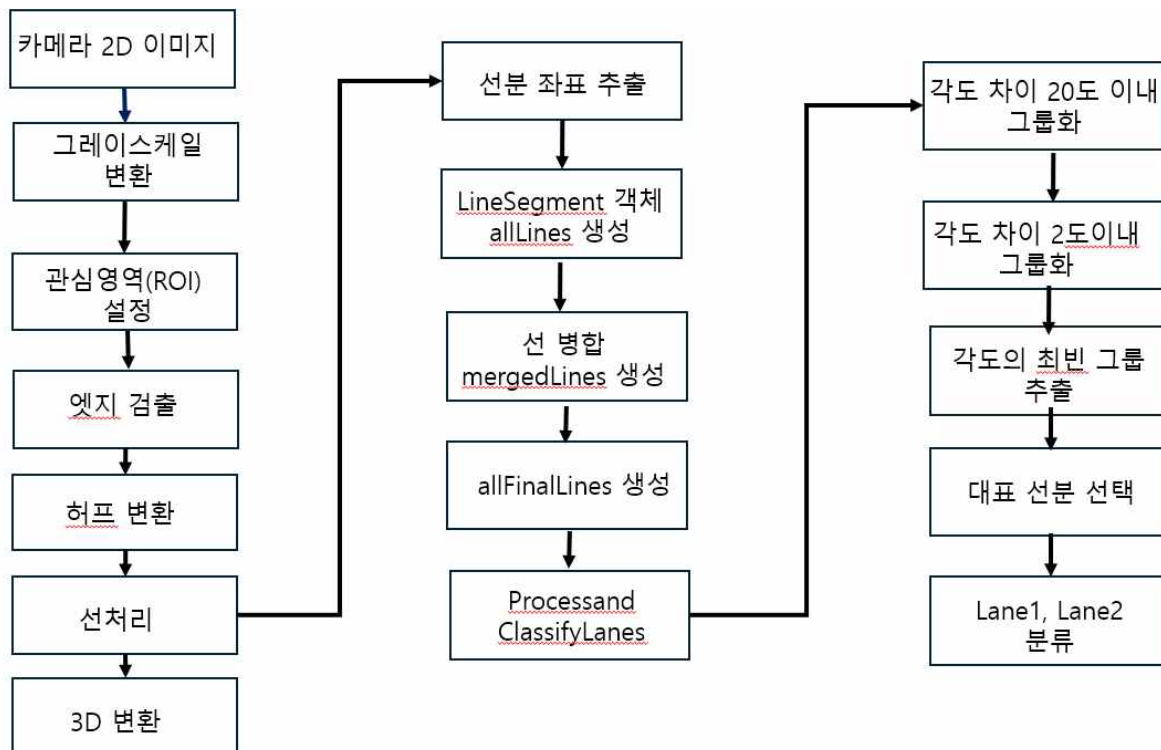 카메라 2D 이미지
그레이스케일
변환
관심영역(ROI)
설정
엣지 검출
허프 변환
선처리
3D 변환
선분 좌표 추출
LineSegment 객체
allLines 생성
선 병합
mergedLines 생성
allFinalLines 생성
Processand
ClassifyLanes
각도 차이 20도 이내
그룹화
각도 차이 2도이내
그룹화
각도의 최빈 그룹
추출
대표 선분 선택
Lane1, Lane2
분류